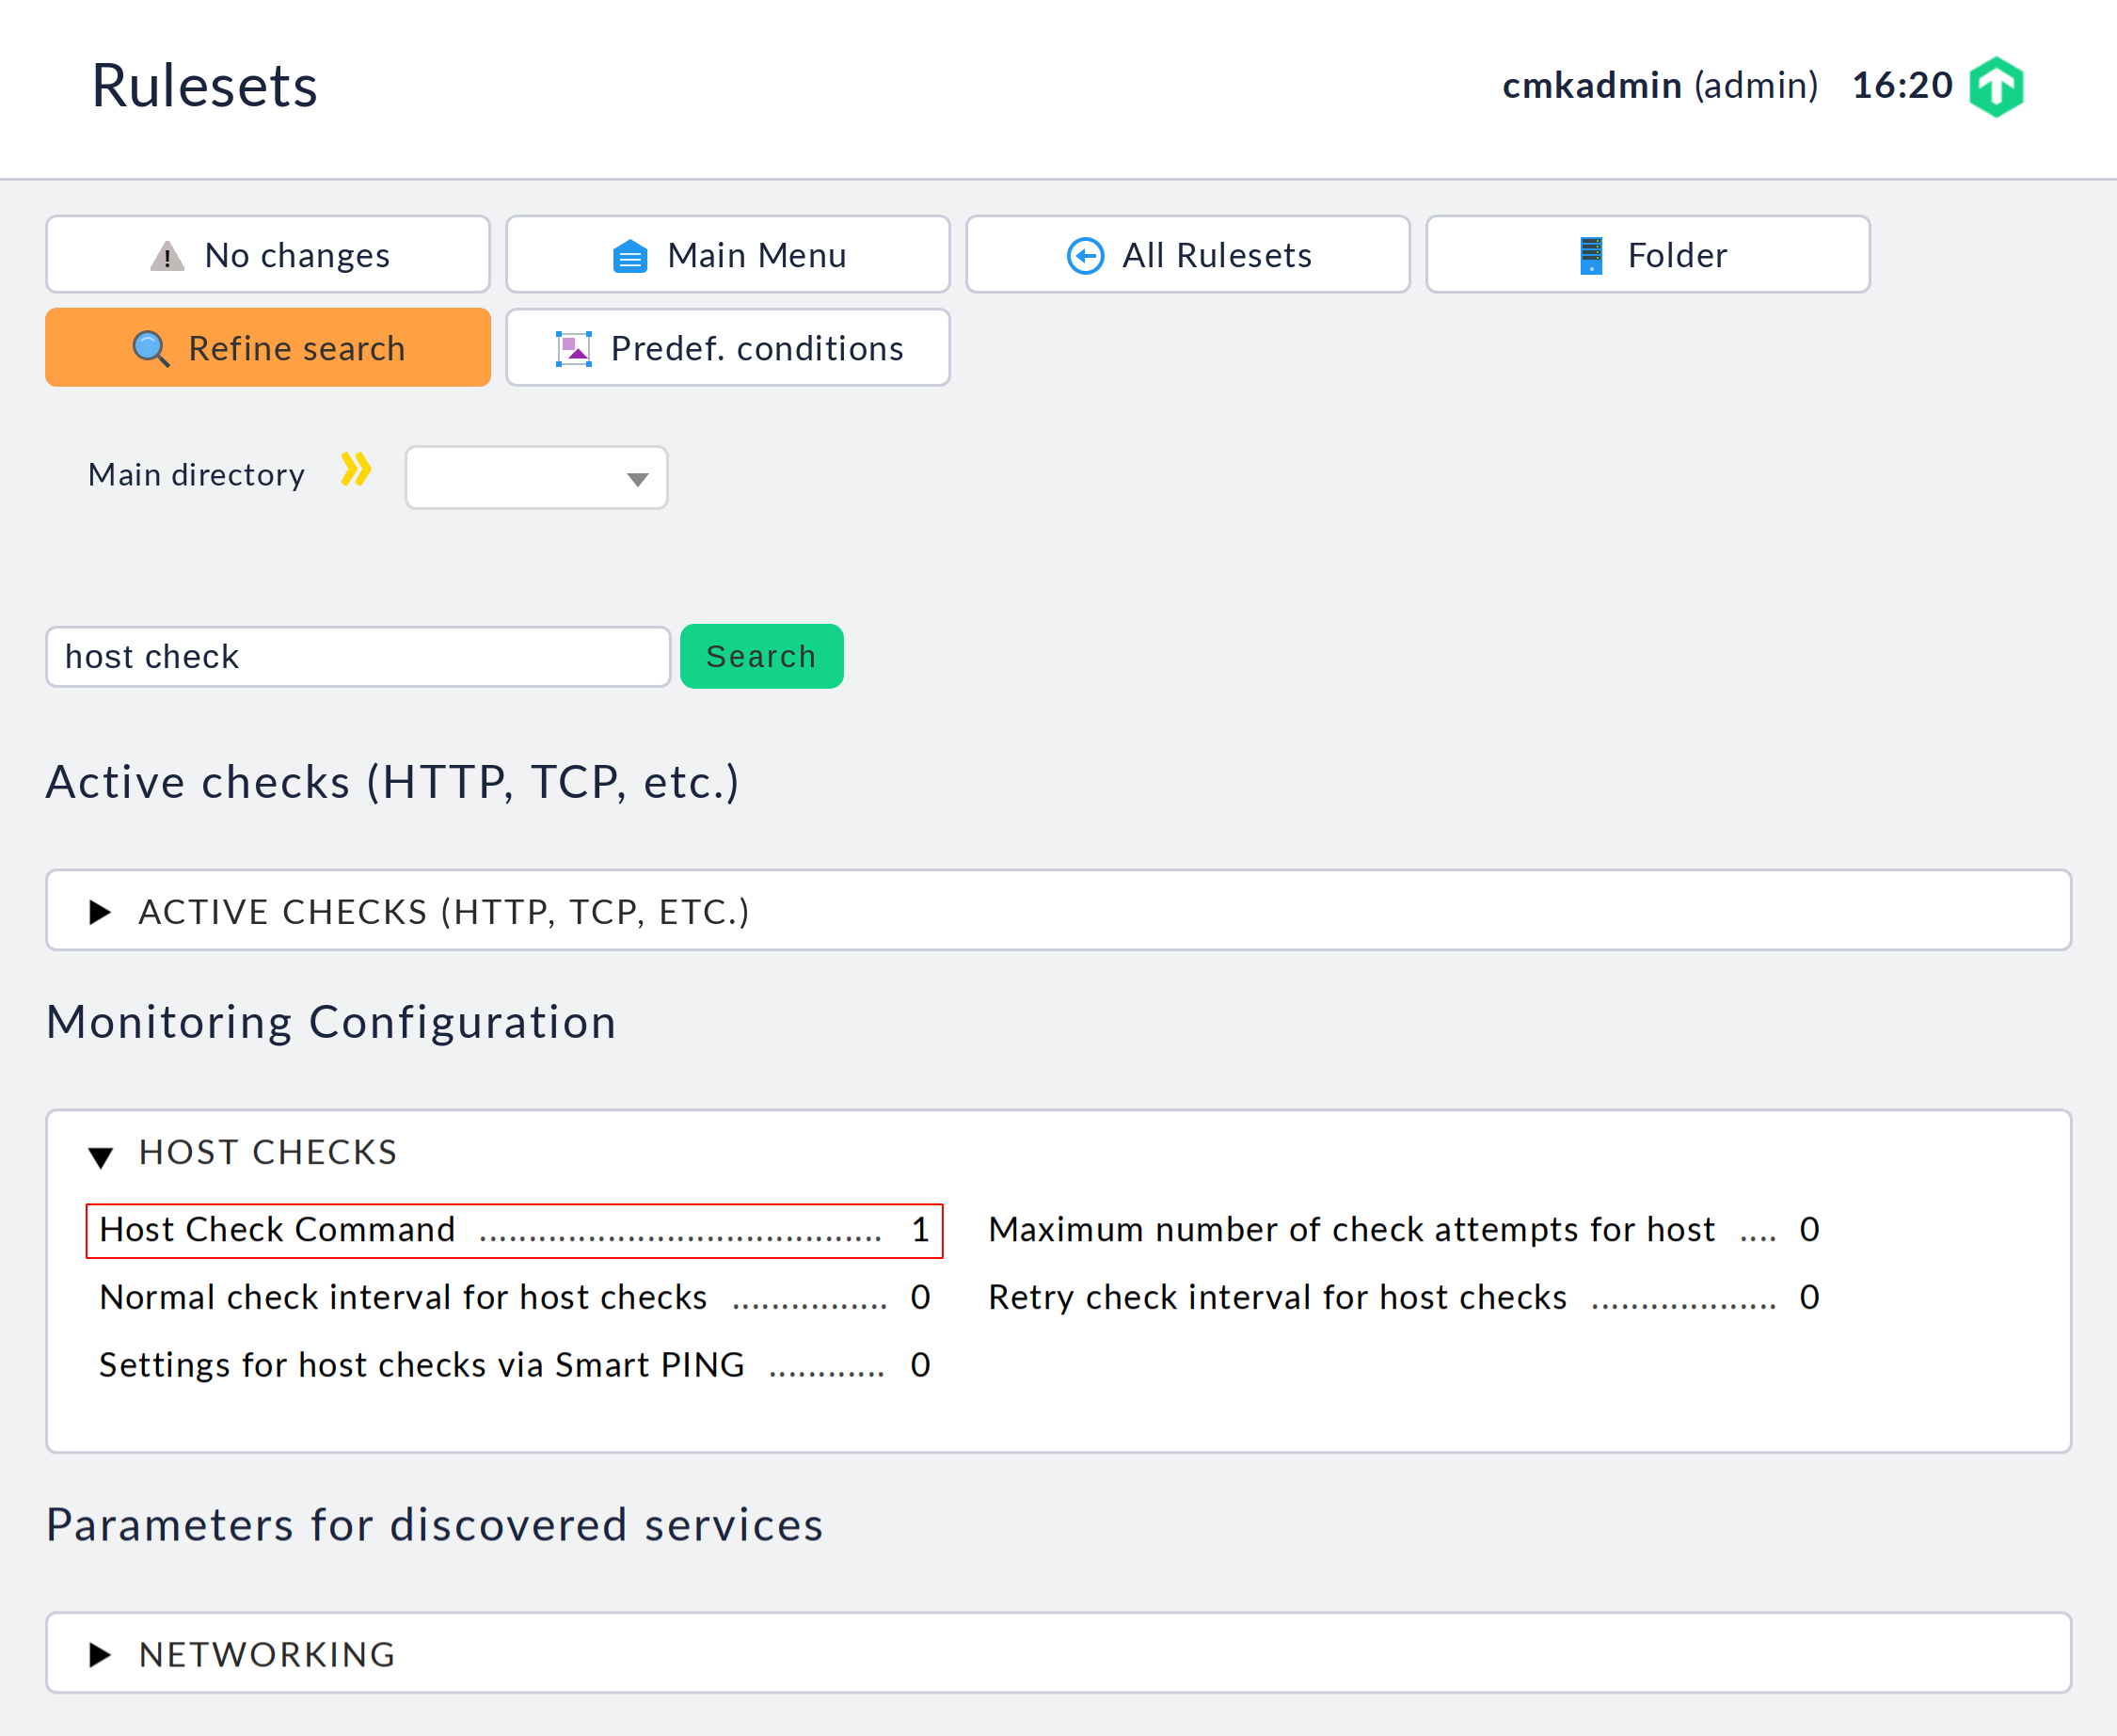 Rulesets
cmkadmin (admin) 16:20
No changes
Main Menu
All Rulesets
Folder
Refine search
Predef. conditions
Main directory
host check
Search
Active checks (HTTP, TCP, etc.)
ACTIVE CHECKS (HTTP, TCP, ETC.)
Monitoring Configuration
HOST CHECKS
Host Check Command ......................................... 1
Maximum number of check attempts for host .... 0
Normal check interval for host checks ................ 0
Retry check interval for host checks ................... 0
Settings for host checks via Smart PING ............ 0
Parameters for discovered services
NETWORKING